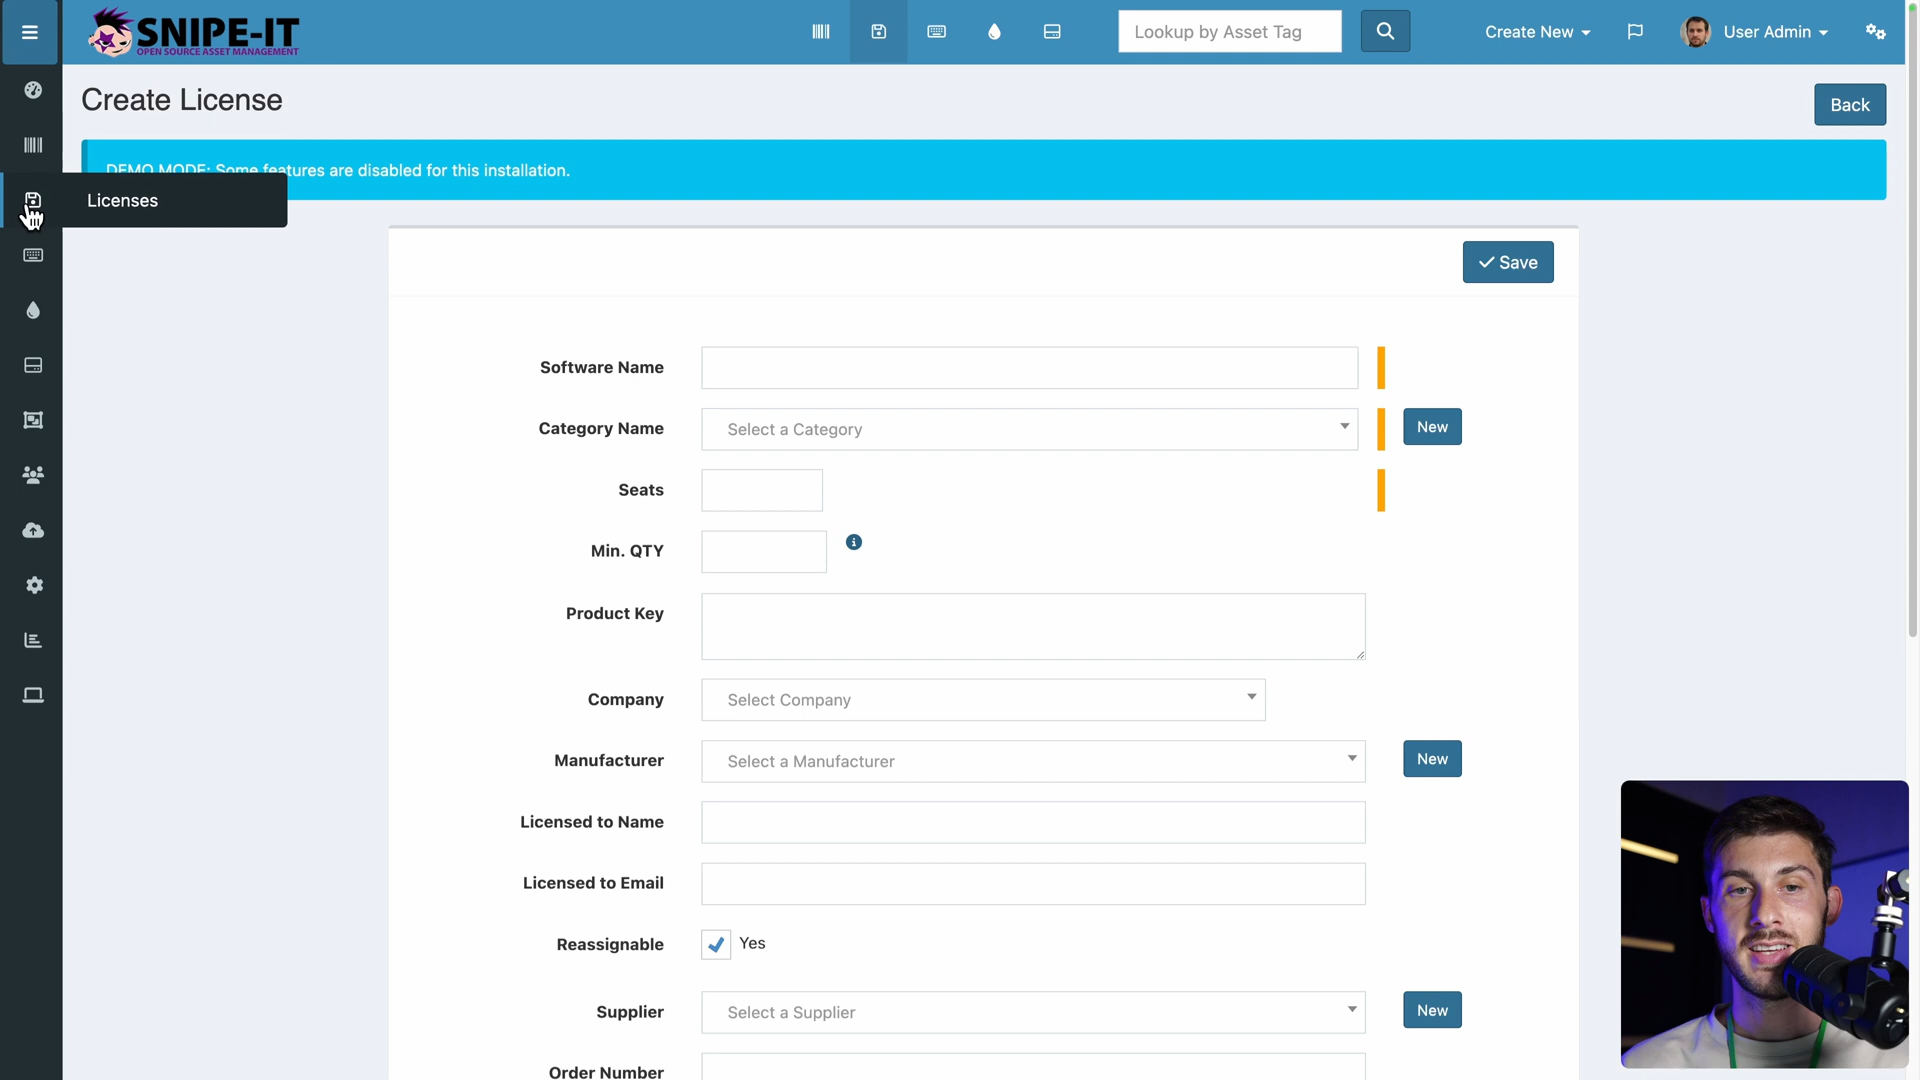 SNIPE-IT
OPEN SOURCE ASSET MANAGEMENT
Lookup by Asset Tag
Create New
User Admin
Create License
Back
DEMO MODE: Some features are disabled for this installation.
Licenses
Save
Software Name
Category Name
Select a Category
New
Seats
Min. QTY
Product Key
Company
Select Company
Manufacturer
Select a Manufacturer
New
Licensed to Name
Licensed to Email
Reassignable
Yes
Supplier
Select a Supplier
New
Order Number